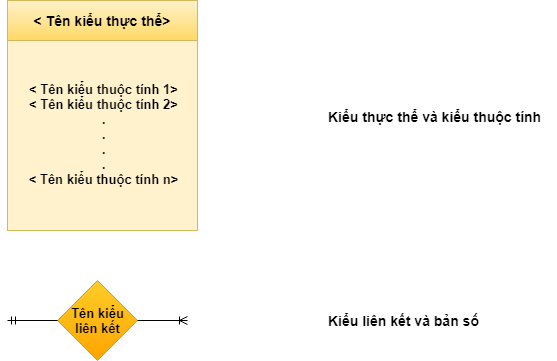 < Tên kiểu thực thể>
< Tên kiểu thuộc tính 1>
< Tên kiểu thuộc tính 2>
.
.
.
.
< Tên kiểu thuộc tính n>
Kiểu thực thể và kiểu thuộc tính
Tên kiểu
liên kết
Kiểu liên kết và bản số